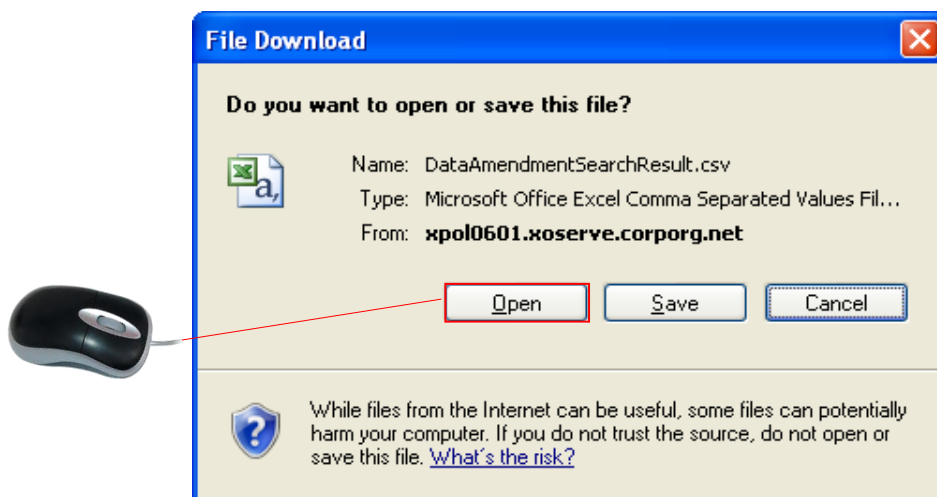 File Download
Do you want to open or save this file?
Name: DataAmendmentSearchResult.csv
Type: Microsoft Office Excel Comma Separated Values Fil...
From: xpol0601.xoserve.corporg.net
Open Save Cancel
While files from the Internet can be useful, some files can potentially
harm your computer. If you do not trust the source, do not open or
save this file. What's the risk?